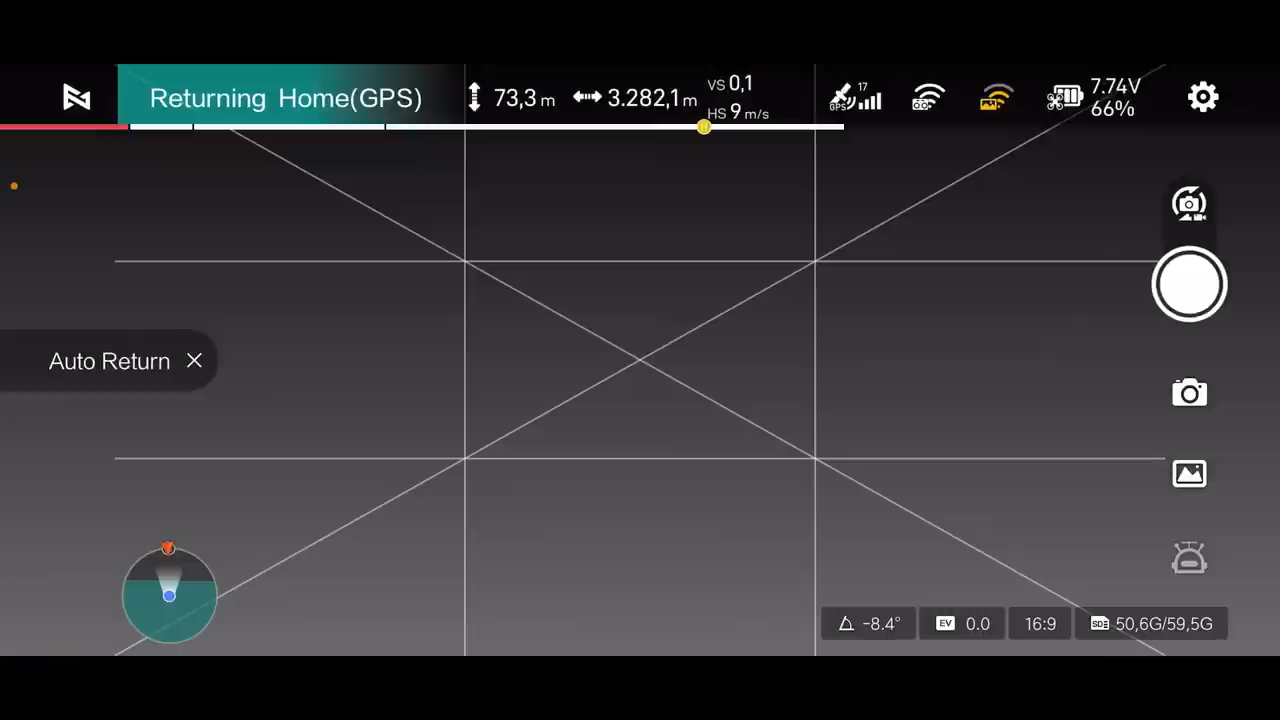 Returning Home(GPS)
73,3 m
3.282,1 m
VS 0,1
HS 9 m/s
GPS
17
7.74V
66%
Auto Return
-8.4°
EV 0.0
16:9
50,6G/59,5G